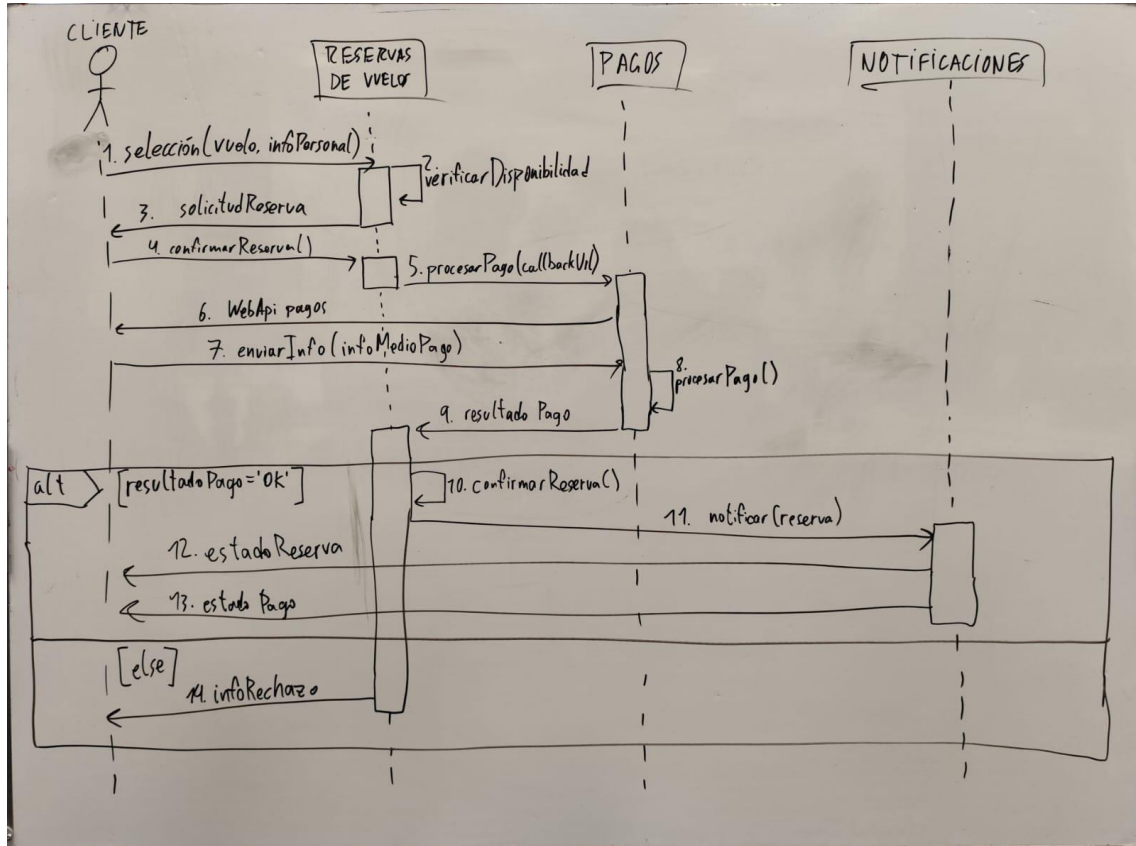 CLIENTE
RESERVAS
DE VUELOS
PAGOS
NOTIFICACIONES
1. selección(vuelo, infoPersonal)
2.
verificarDisponibilidad
3. solicitudReserva
4. confirmarReserva()
5. procesarPago(callbackUrl)
6. WebApi pagos
7. enviarInfo(infoMedioPago)
8.
procesarPago()
9. resultado Pago
alt
[resultadoPago='OK']
10. confirmarReserva()
11. notificar(reserva)
12. estadoReserva
13. estado Pago
[else]
14. infoRechazo